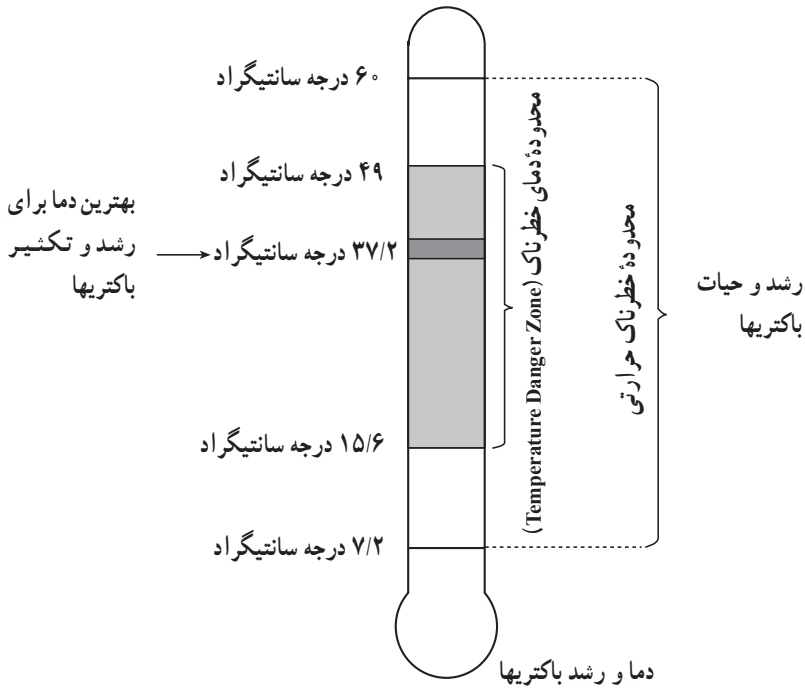 ۶۰ درجه سانتیگراد
۴۹ درجه سانتیگراد
بهترین دما برای
رشد و تکثیر
باکتریها
۳۷/۲ درجه سانتیگراد
۱۵/۶ درجه سانتیگراد
۷/۲ درجه سانتیگراد
محدودهٔ دمای خطرناک (Temperature Danger Zone)
محدودهٔ خطرناک حرارتی
رشد و حیات
باکتریها
دما و رشد باکتریها